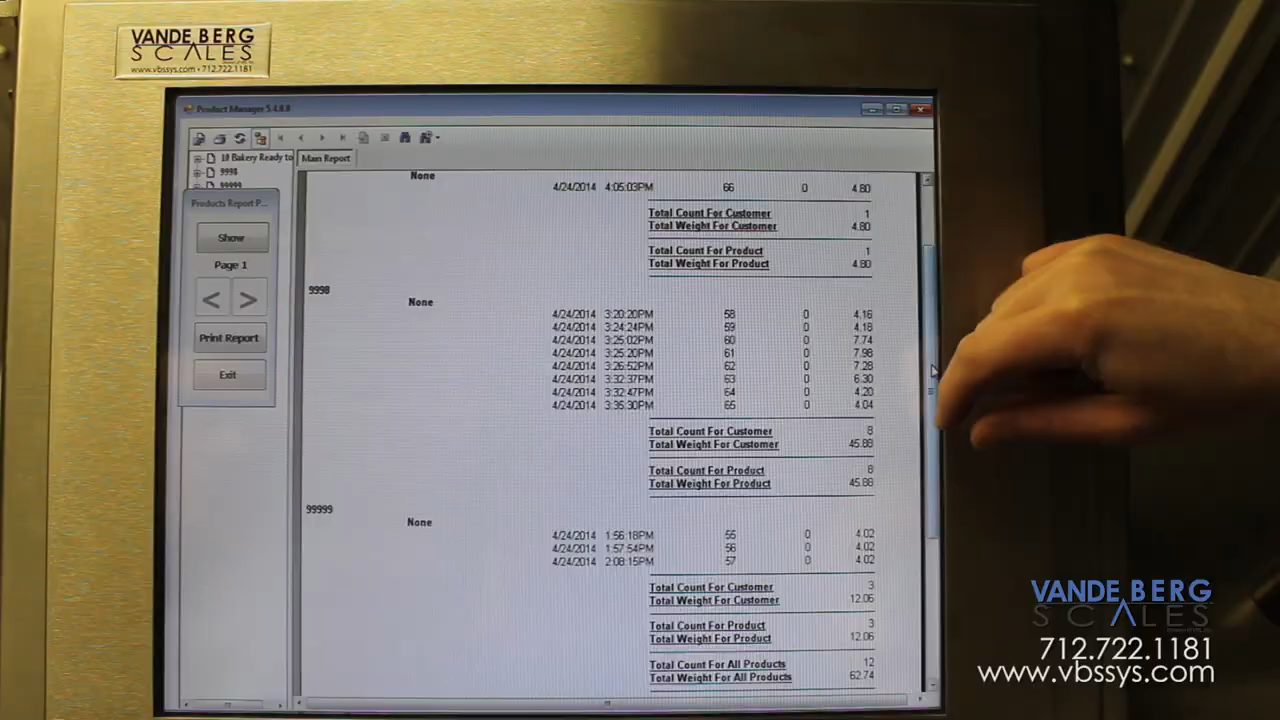 VANDE BERG
SCALES
www.vbssys.com • 712.722.1181
Product Manager 5.4.8.8
10 Bakery Ready to
9998
99999
Main Report
Products Report P...
Show
Page 1
< >
Print Report
Exit
None
4/24/2014 4:05:03PM 66 0 4.80
Total Count For Customer 1
Total Weight For Customer 4.80
Total Count For Product 1
Total Weight For Product 4.80
9998
None
4/24/2014 3:20:20PM 58 0 4.16
4/24/2014 3:24:24PM 59 0 4.18
4/24/2014 3:25:02PM 60 0 7.74
4/24/2014 3:25:20PM 61 0 7.98
4/24/2014 3:26:52PM 62 0 7.28
4/24/2014 3:32:37PM 63 0 6.30
4/24/2014 3:32:47PM 64 0 4.20
4/24/2014 3:35:30PM 65 0 4.04
Total Count For Customer 8
Total Weight For Customer 45.88
Total Count For Product 8
Total Weight For Product 45.88
99999
None
4/24/2014 1:56:18PM 55 0 4.02
4/24/2014 1:57:54PM 56 0 4.02
4/24/2014 2:08:15PM 57 0 4.02
Total Count For Customer 3
Total Weight For Customer 12.06
Total Count For Product 3
Total Weight For Product 12.06
Total Count For All Products 12
Total Weight For All Products 62.74
VANDE BERG
SCALES
712.722.1181
www.vbssys.com